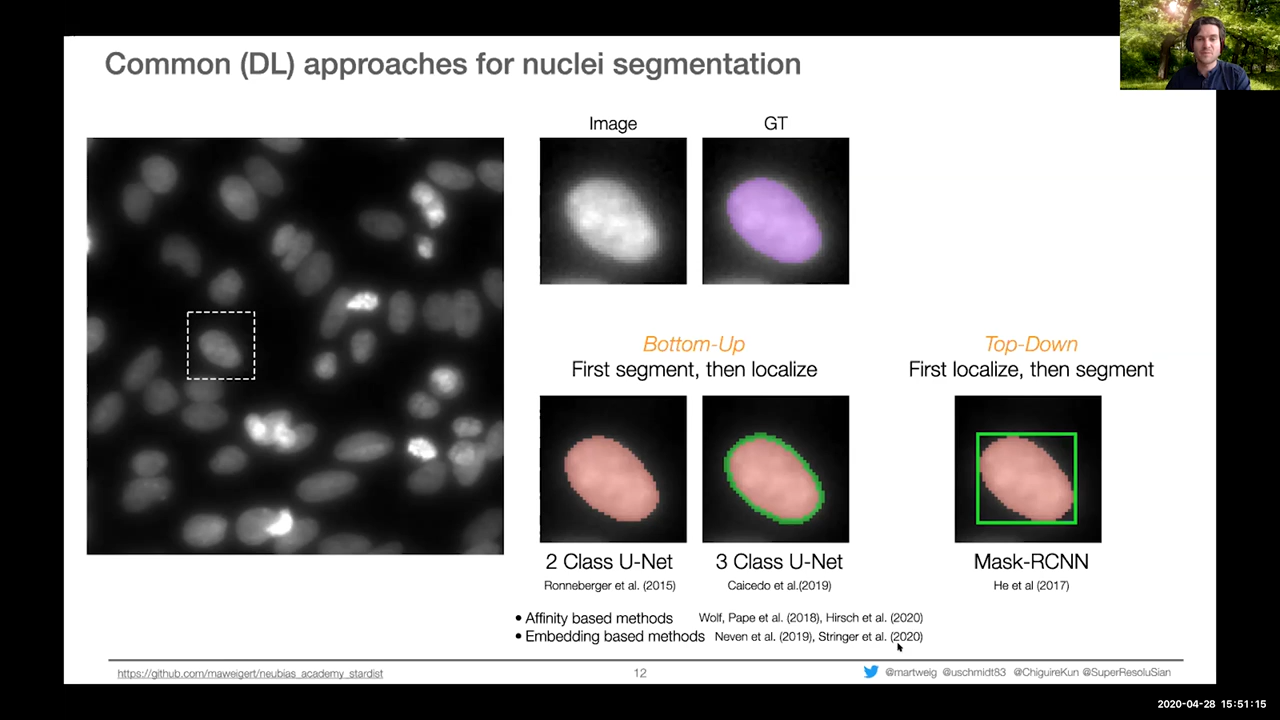 Common (DL) approaches for nuclei segmentation
Image
GT
Bottom-Up
First segment, then localize
Top-Down
First localize, then segment
2 Class U-Net
Ronneberger et al. (2015)
3 Class U-Net
Caicedo et al.(2019)
Mask-RCNN
He et al (2017)
• Affinity based methods Wolf, Pape et al. (2018), Hirsch et al. (2020)
• Embedding based methods Neven et al. (2019), Stringer et al. (2020)
https://github.com/maweigert/neubias_academy_stardist
12
@martweig @uschmidt83 @ChiguireKun @SuperResoluSian
2020-04-28 15:51:15